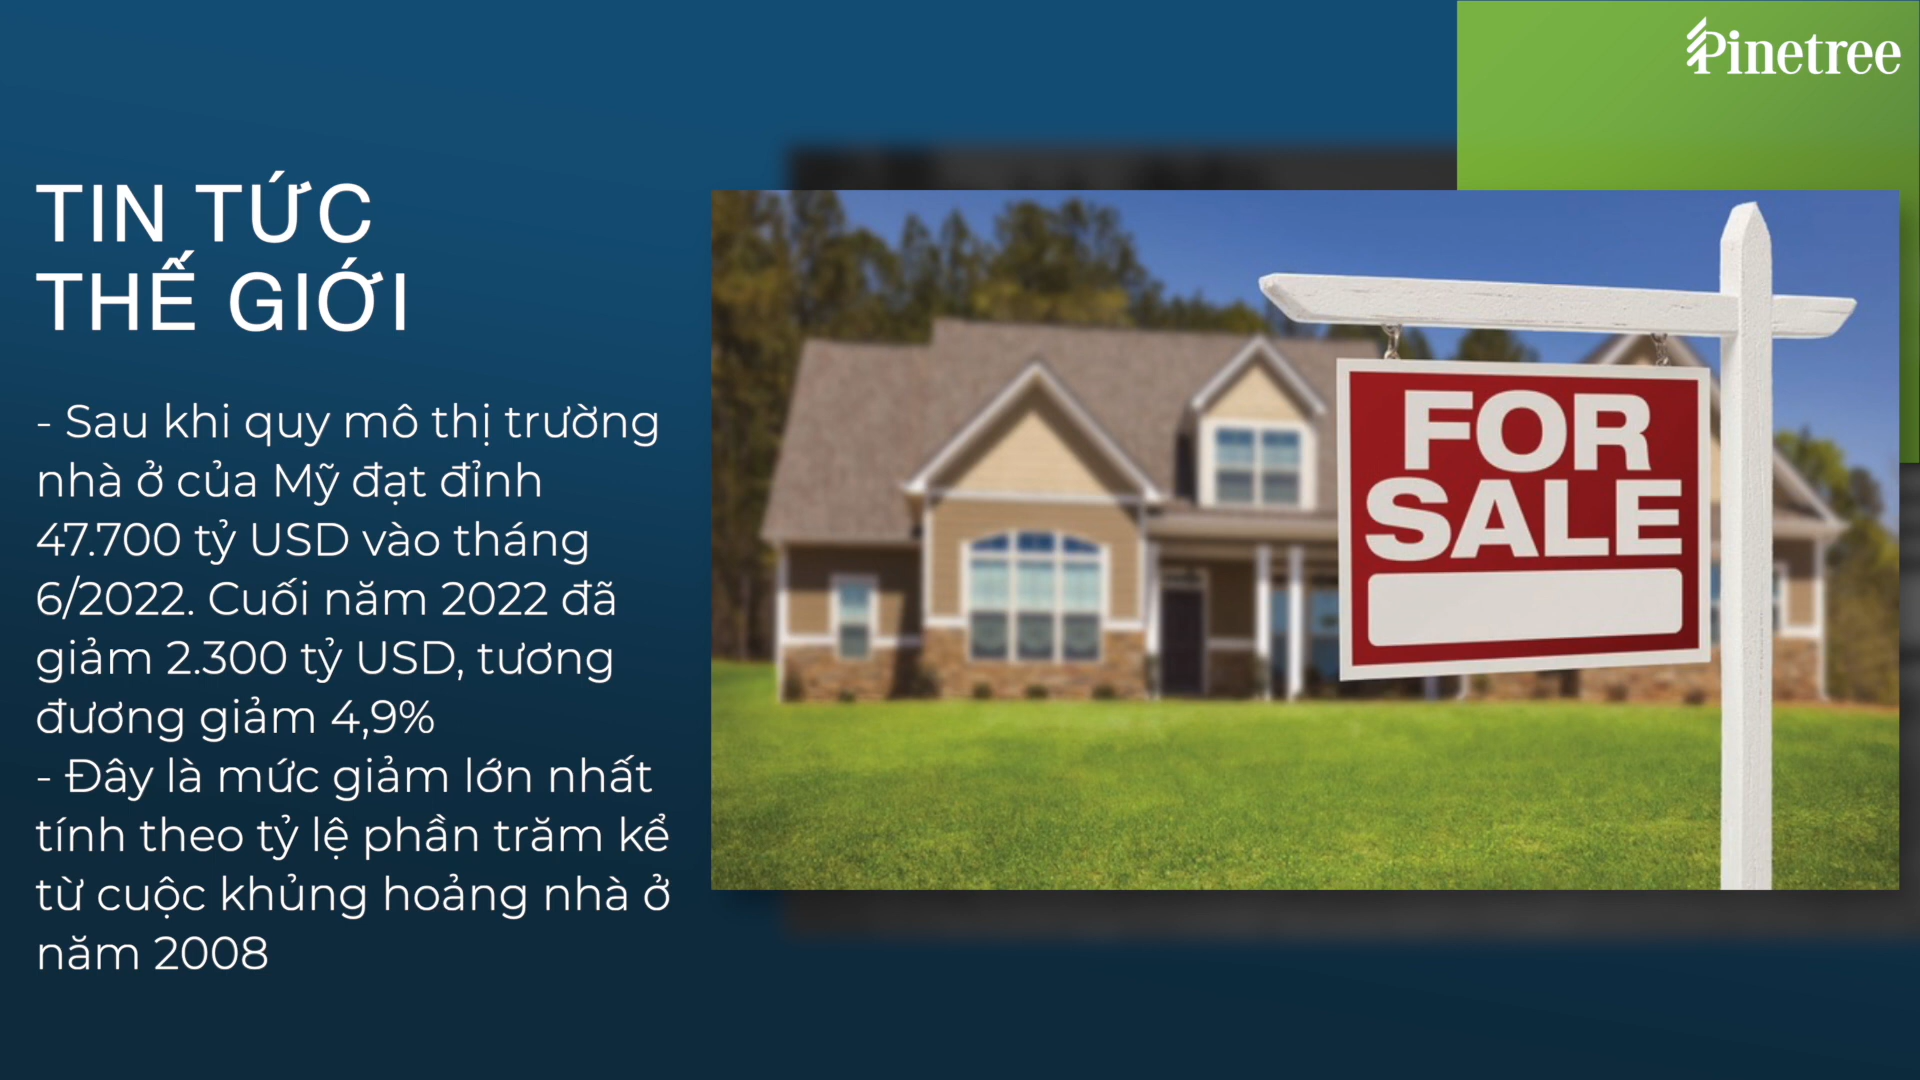 Pinetree
TIN TỨC
THẾ GIỚI
- Sau khi quy mô thị trường
nhà ở của Mỹ đạt đỉnh
47.700 tỷ USD vào tháng
6/2022. Cuối năm 2022 đã
giảm 2.300 tỷ USD, tương
đương giảm 4,9%
- Đây là mức giảm lớn nhất
tính theo tỷ lệ phần trăm kể
từ cuộc khủng hoảng nhà ở
năm 2008
FOR
SALE